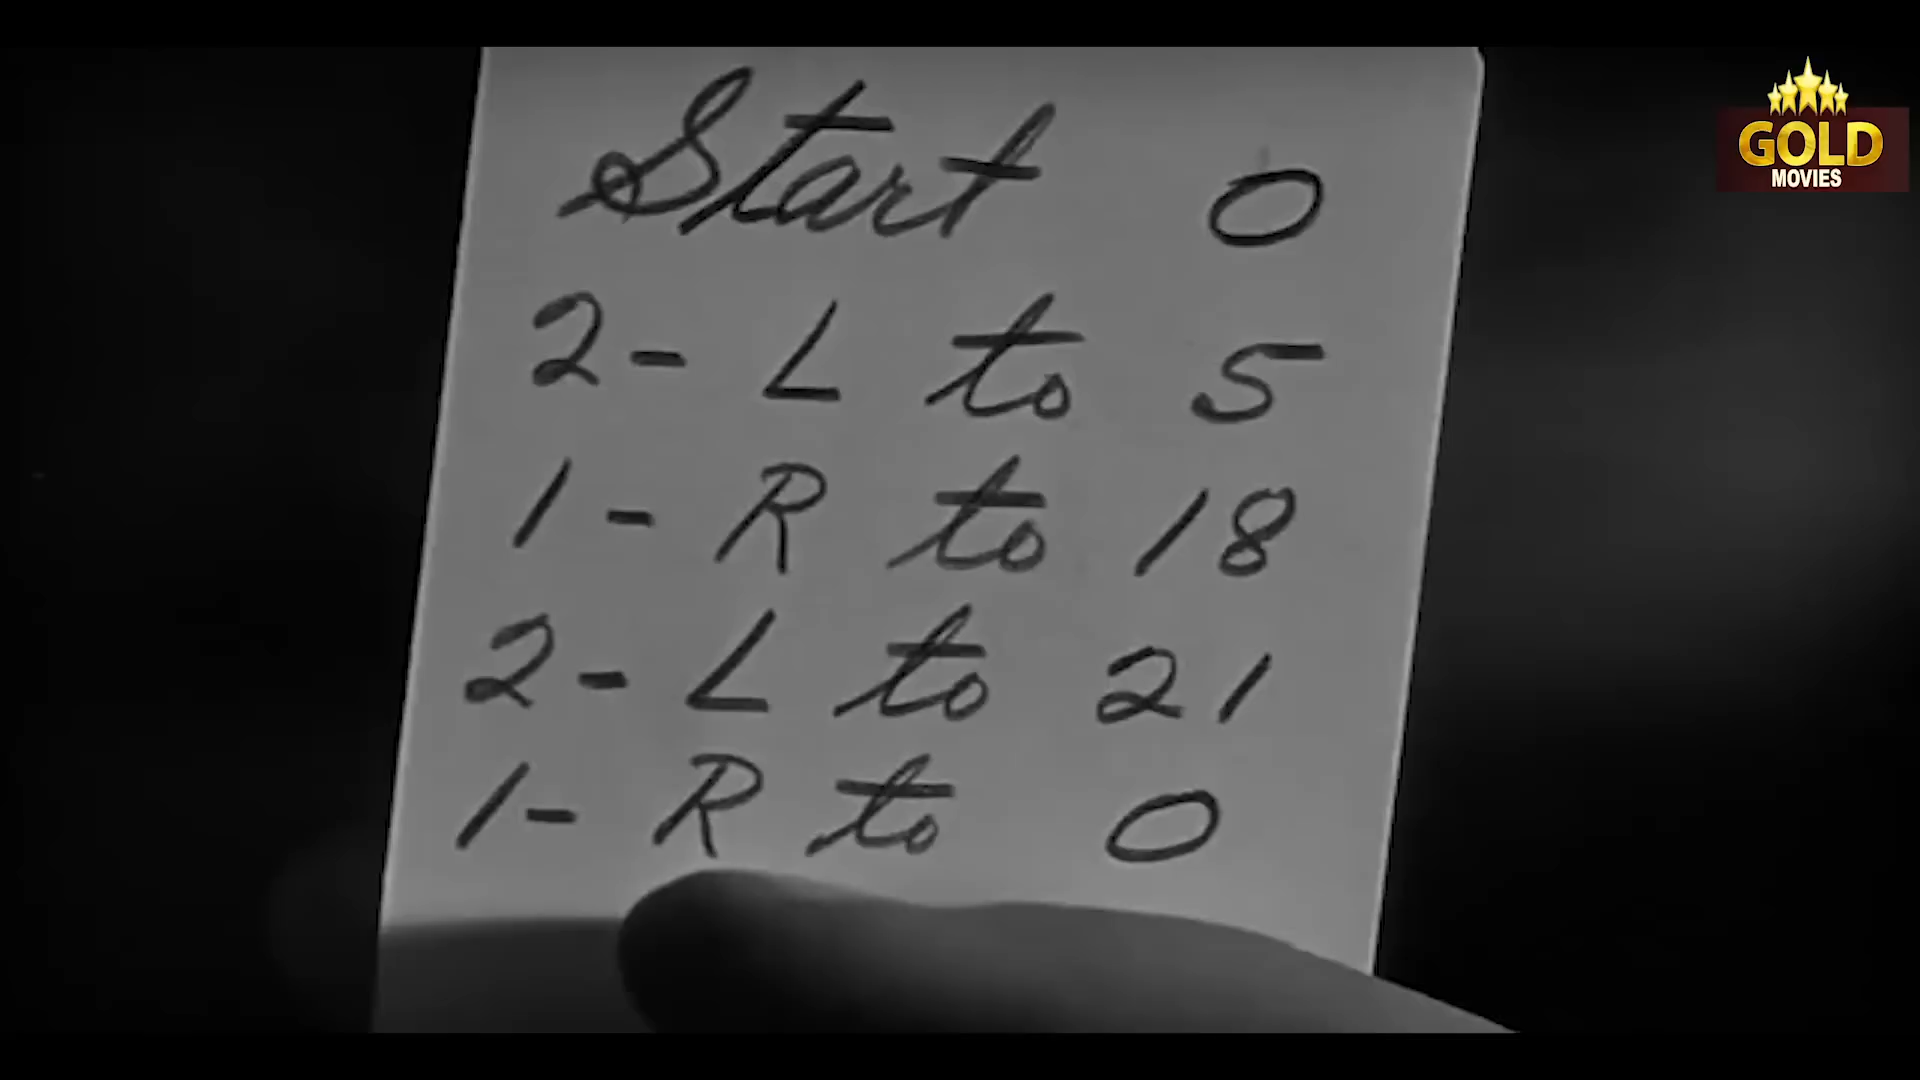 GOLD
MOVIES
Start 0
2- L to 5
1- R to 18
2- L to 21
1- R to 0